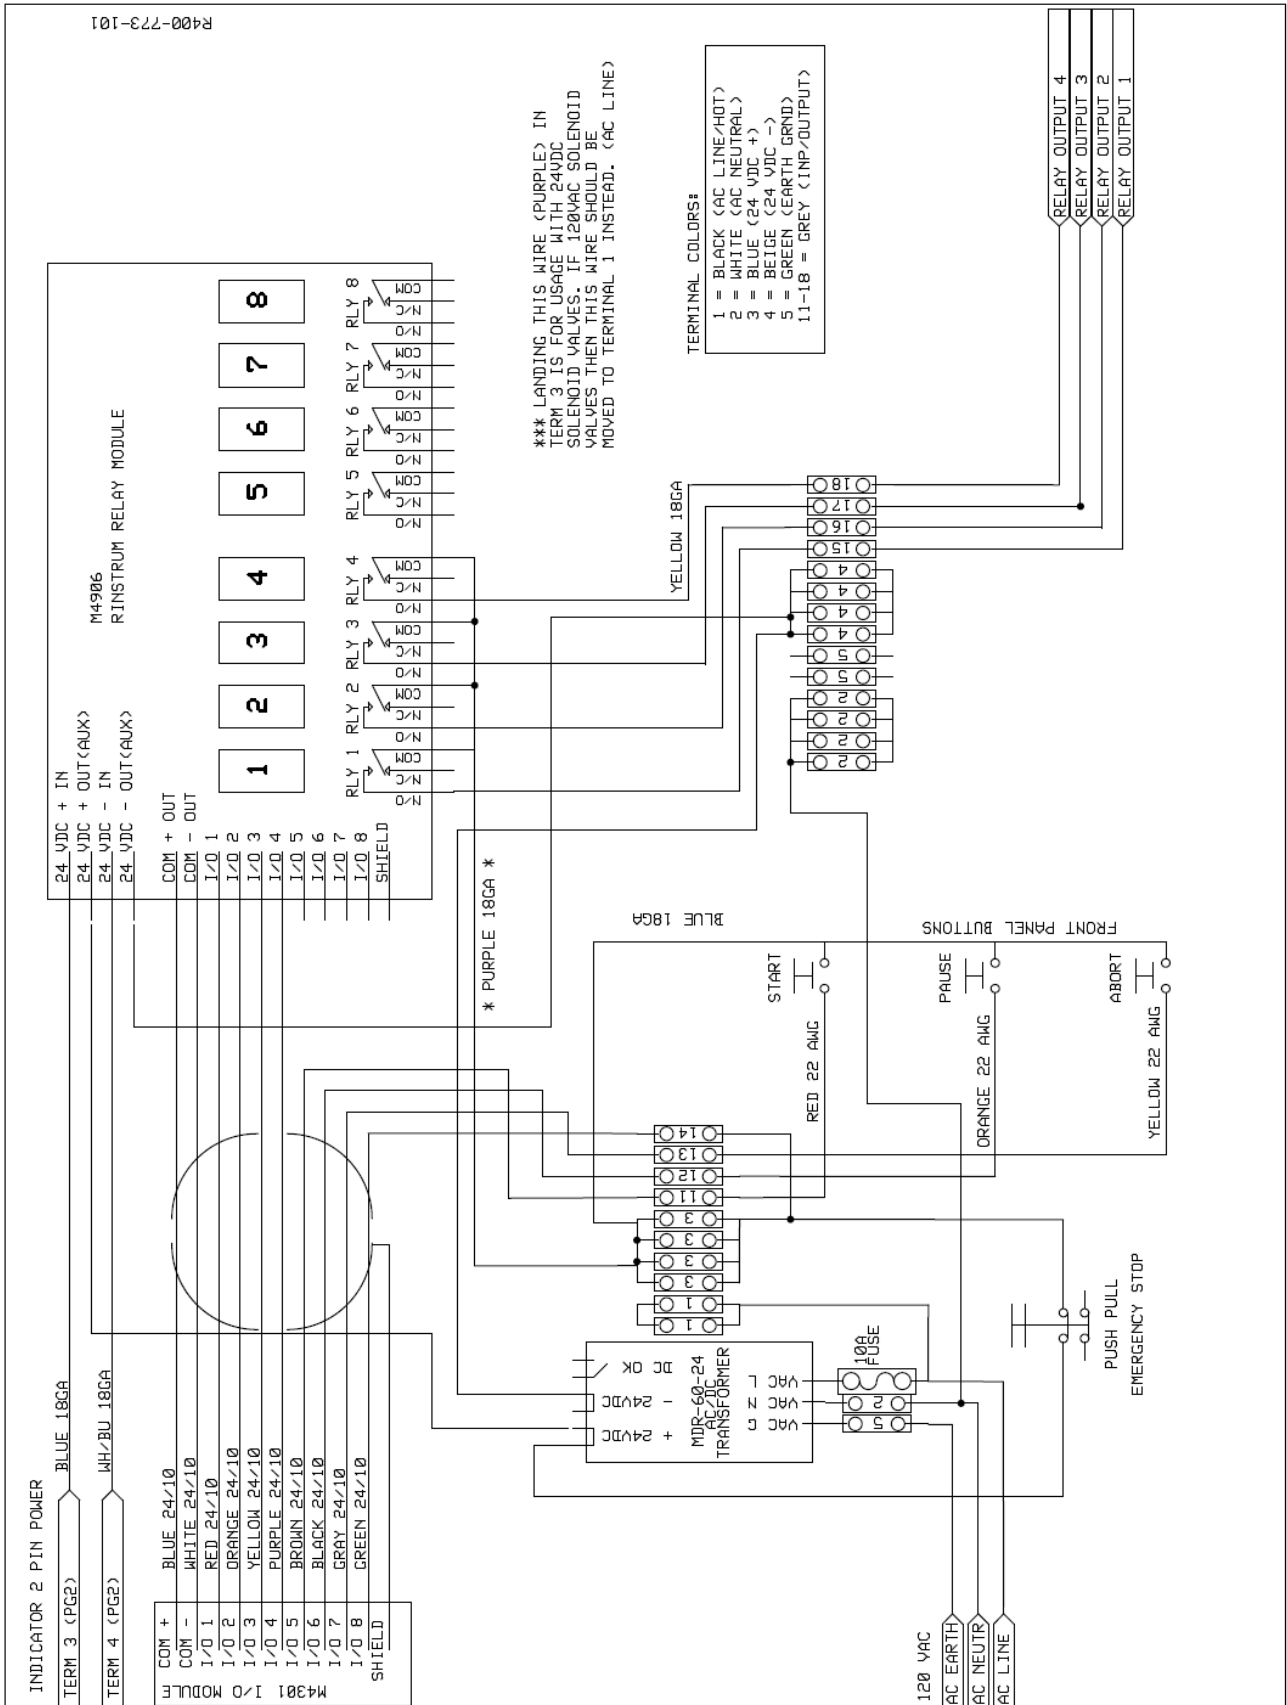 R400-773-101
M4906
RINSTRUM RELAY MODULE
24 VDC + IN
24 VDC + OUT(AUX)
24 VDC - IN
24 VDC - OUT(AUX)
COM + OUT
COM - OUT
I/O 1
I/O 2
I/O 3
I/O 4
I/O 5
I/O 6
I/O 7
I/O 8
SHIELD
1
2
3
4
5
6
7
8
RLY 1
N/O
N/C
COM
RLY 2
N/O
N/C
COM
RLY 3
N/O
N/C
COM
RLY 4
N/O
N/C
COM
RLY 5
N/O
N/C
COM
RLY 6
N/O
N/C
COM
RLY 7
N/O
N/C
COM
RLY 8
N/O
N/C
COM
*** LANDING THIS WIRE (PURPLE) IN
TERM 3 IS FOR USAGE WITH 24VDC
SOLENOID VALVES. IF 120VAC SOLENOID
VALVES THEN THIS WIRE SHOULD BE
MOVED TO TERMINAL 1 INSTEAD. (AC LINE)
TERMINAL COLORS:
1 = BLACK (AC LINE/HOT)
2 = WHITE (AC NEUTRAL)
3 = BLUE (24 VDC +)
4 = BEIGE (24 VDC -)
5 = GREEN (EARTH GRND)
11-18 = GREY (INP/OUTPUT)
RELAY OUTPUT 4
RELAY OUTPUT 3
RELAY OUTPUT 2
RELAY OUTPUT 1
YELLOW 18GA
18
17
16
15
4
4
4
4
5
5
2
2
2
2
* PURPLE 18GA *
BLUE 18GA
FRONT PANEL BUTTONS
START
PAUSE
ABORT
RED 22 AWG
ORANGE 22 AWG
YELLOW 22 AWG
14
13
12
11
3
3
3
3
1
1
MDR-60-24
AC/DC
TRANSFORMER
DC OK
- 24VDC
+ 24VDC
VAC L
VAC N
VAC G
10A
FUSE
2
5
PUSH PULL
EMERGENCY STOP
INDICATOR 2 PIN POWER
TERM 3 (PG2)
BLUE 18GA
TERM 4 (PG2)
WH/BU 18GA
BLUE 24/10
WHITE 24/10
RED 24/10
ORANGE 24/10
YELLOW 24/10
PURPLE 24/10
BROWN 24/10
BLACK 24/10
GRAY 24/10
GREEN 24/10
COM +
COM -
I/O 1
I/O 2
I/O 3
I/O 4
I/O 5
I/O 6
I/O 7
I/O 8
SHIELD
M4301 I/O MODULE
120 VAC
AC EARTH
AC NEUTR
AC LINE